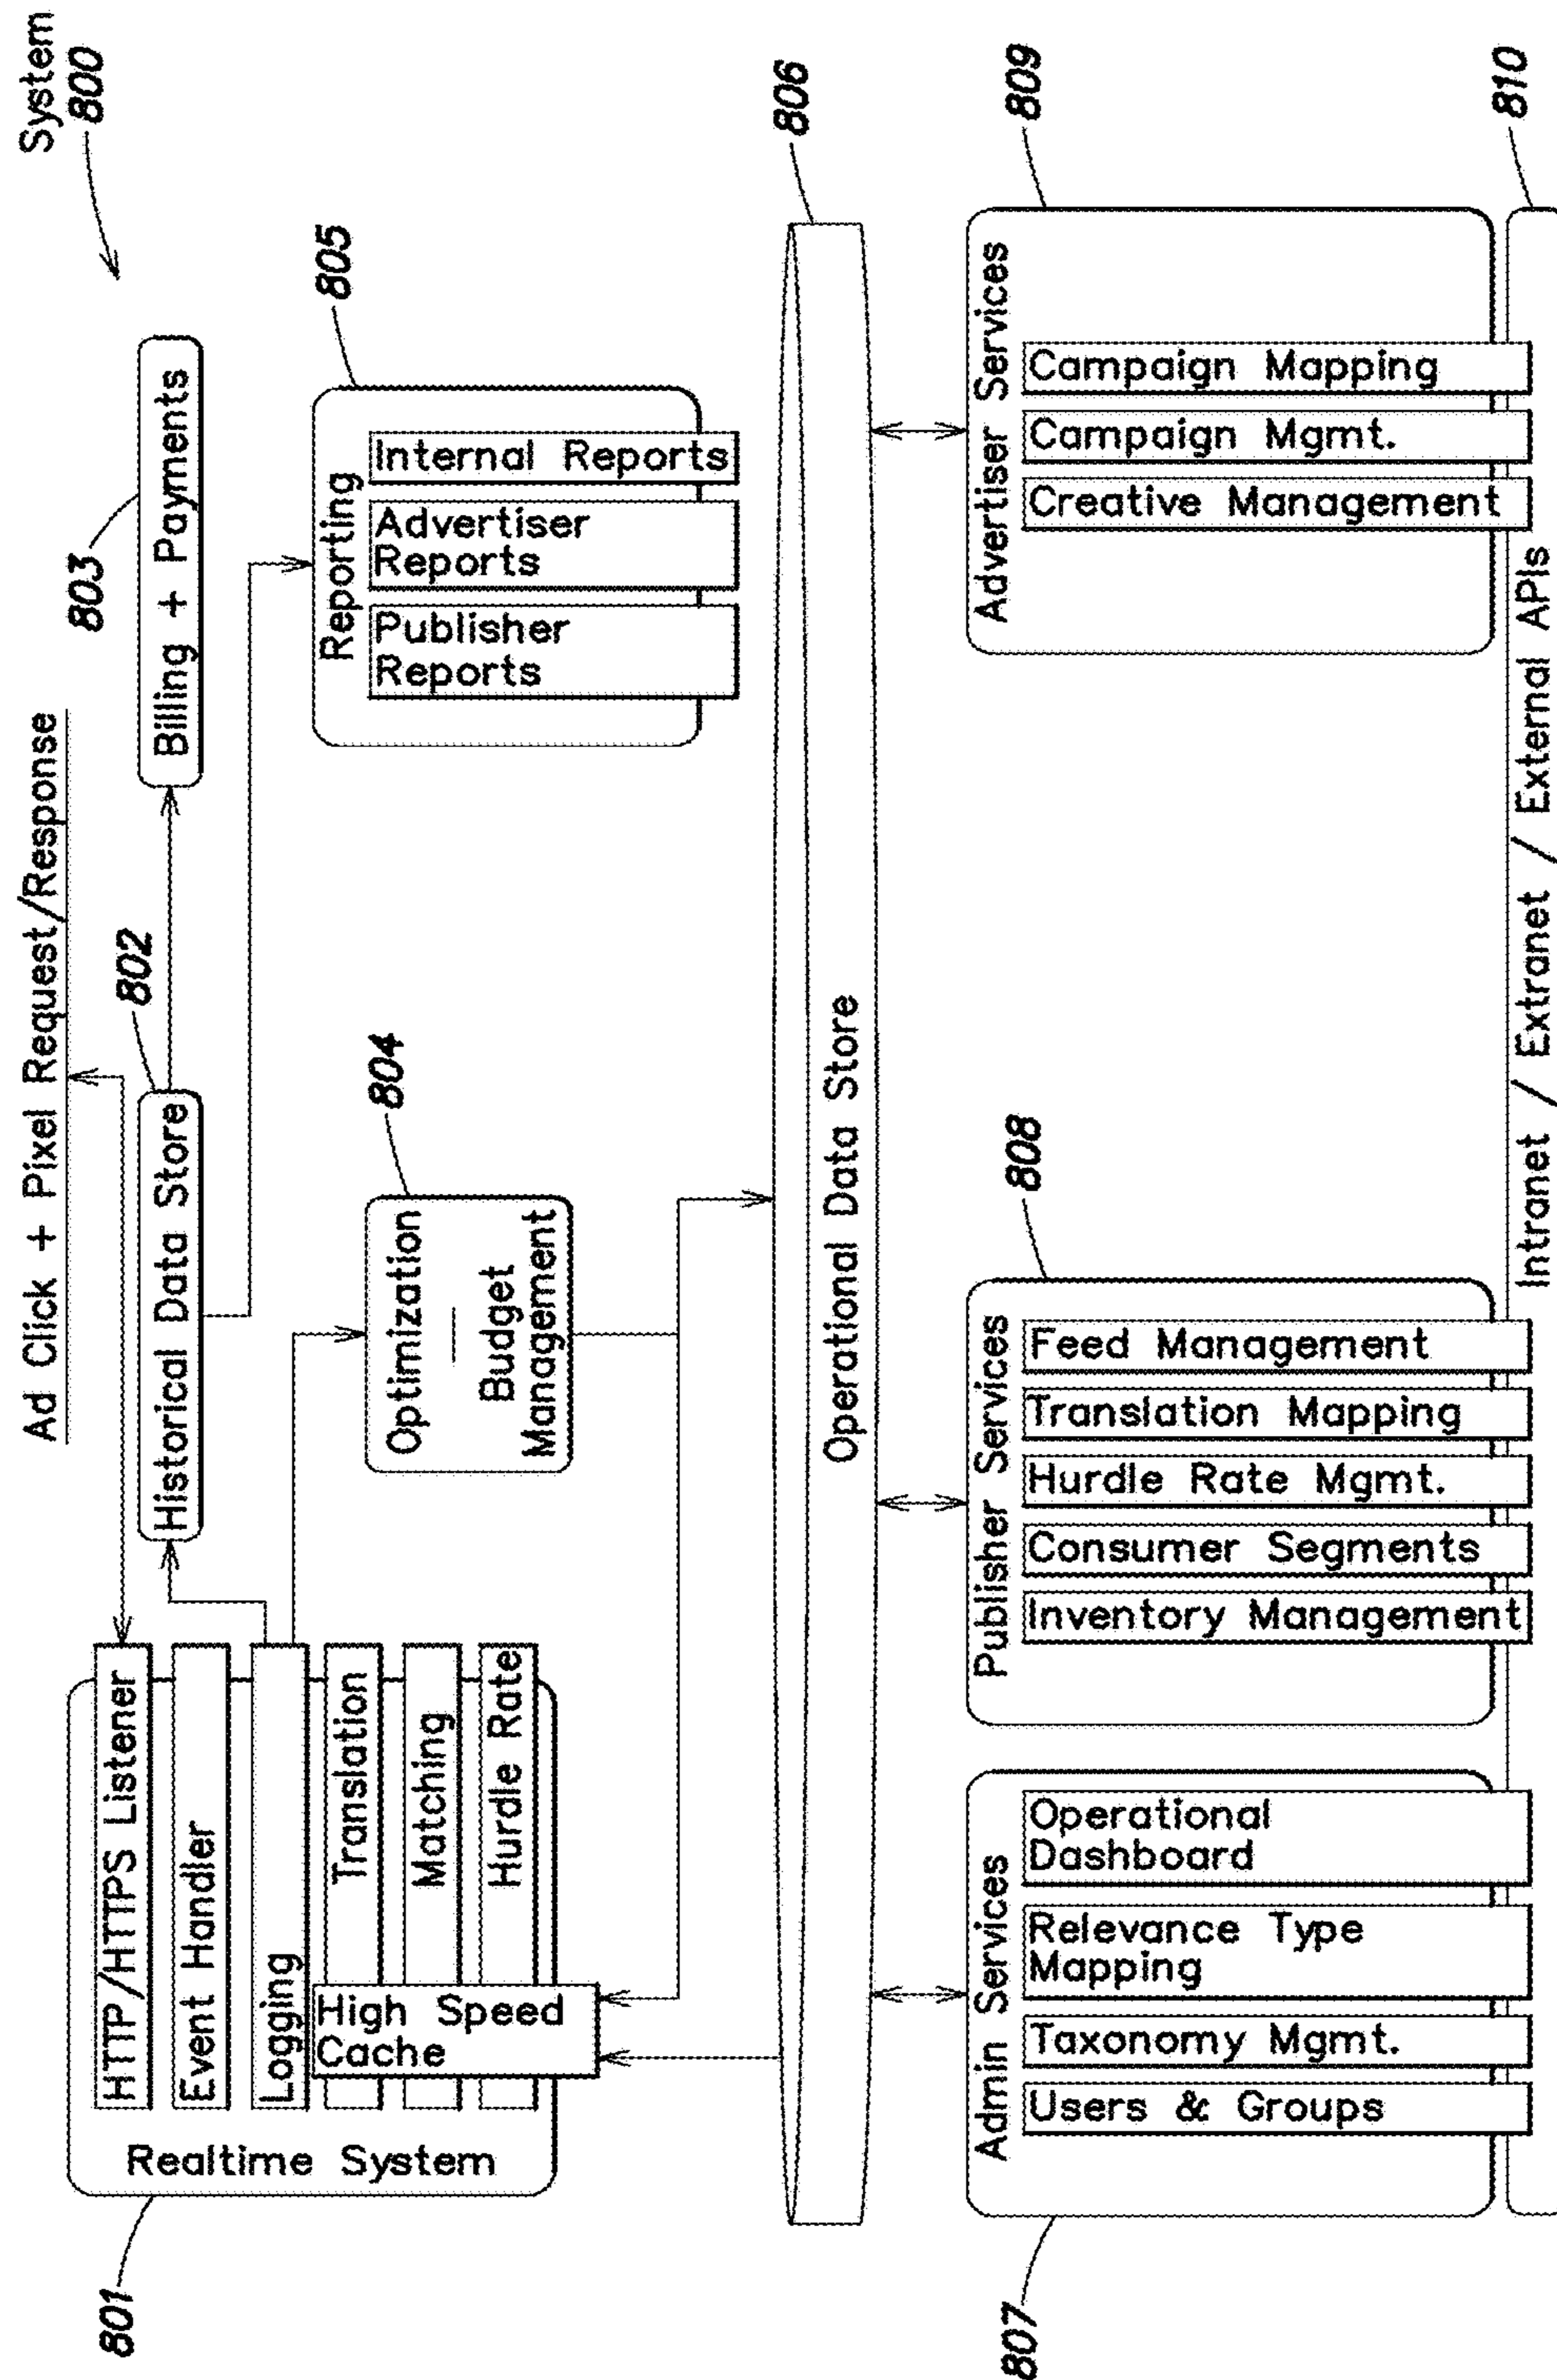 System
800
Ad Click + Pixel Request/Response
801
Realtime System
HTTP/HTTPS Listener
Event Handler
Logging
Translation
Matching
Hurdle Rate
High Speed
Cache
802
Historical Data Store
803
Billing + Payments
804
Optimization
Budget
Management
805
Reporting
Publisher
Reports
Advertiser
Reports
Internal Reports
806
Operational Data Store
807
Admin Services
Users & Groups
Taxonomy Mgmt.
Relevance Type
Mapping
Operational
Dashboard
808
Publisher Services
Inventory Management
Consumer Segments
Hurdle Rate Mgmt.
Translation Mapping
Feed Management
809
Advertiser Services
Creative Management
Campaign Mgmt.
Campaign Mapping
810
Intranet / Extranet / External APIs